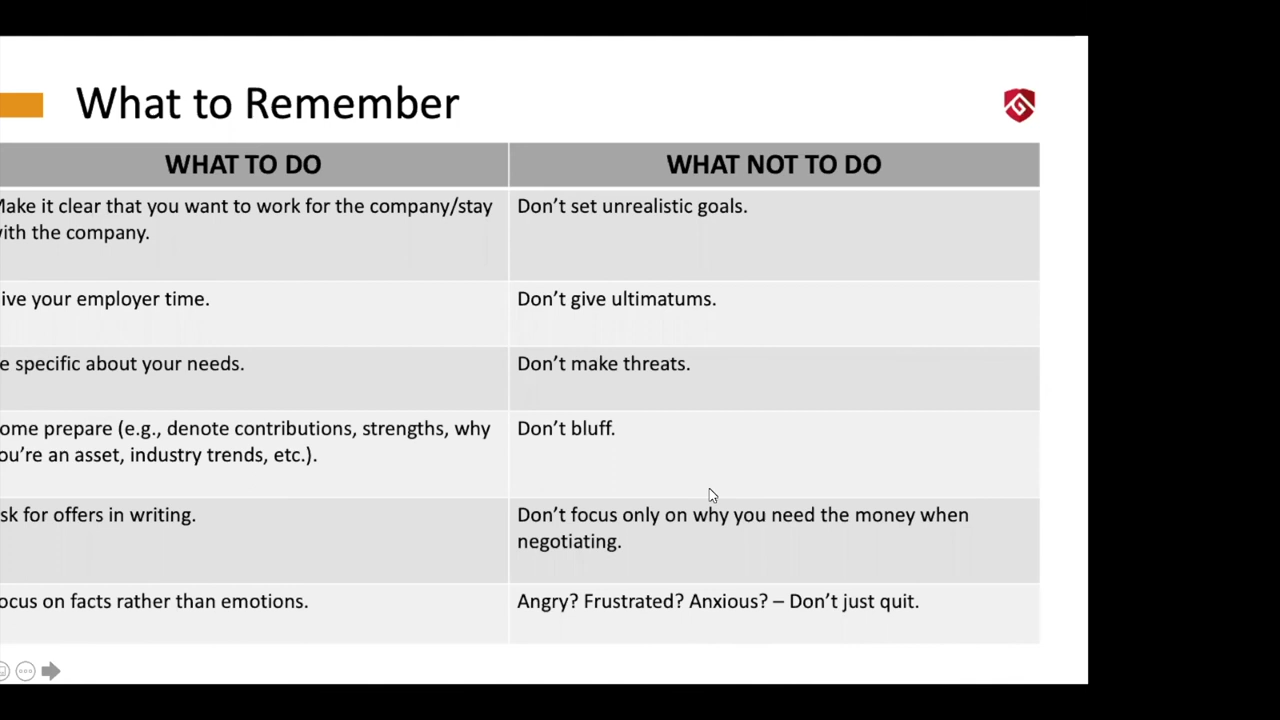 What to Remember
WHAT TO DO
WHAT NOT TO DO
Make it clear that you want to work for the company/stay
with the company.
Don't set unrealistic goals.
ive your employer time.
Don't give ultimatums.
e specific about your needs.
Don't make threats.
ome prepare (e.g., denote contributions, strengths, why
ou're an asset, industry trends, etc.).
Don't bluff.
sk for offers in writing.
Don't focus only on why you need the money when
negotiating.
ocus on facts rather than emotions.
Angry? Frustrated? Anxious? – Don't just quit.